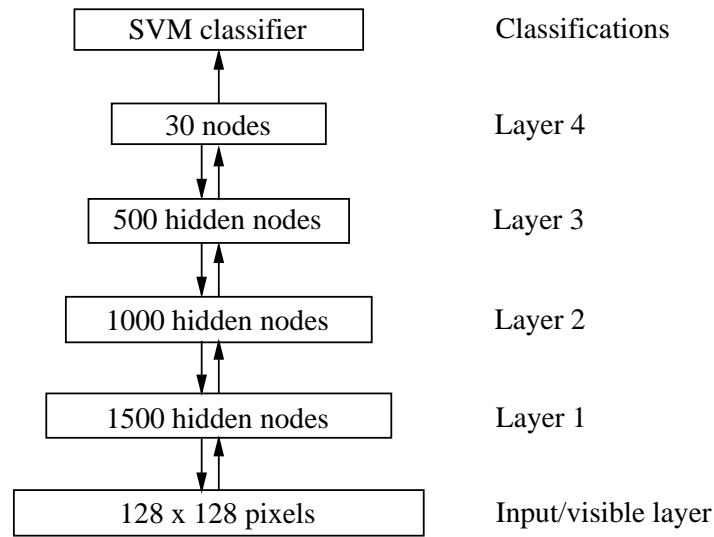 SVM classifier Classifications
30 nodes Layer 4
500 hidden nodes Layer 3
1000 hidden nodes Layer 2
1500 hidden nodes Layer 1
128 x 128 pixels Input/visible layer